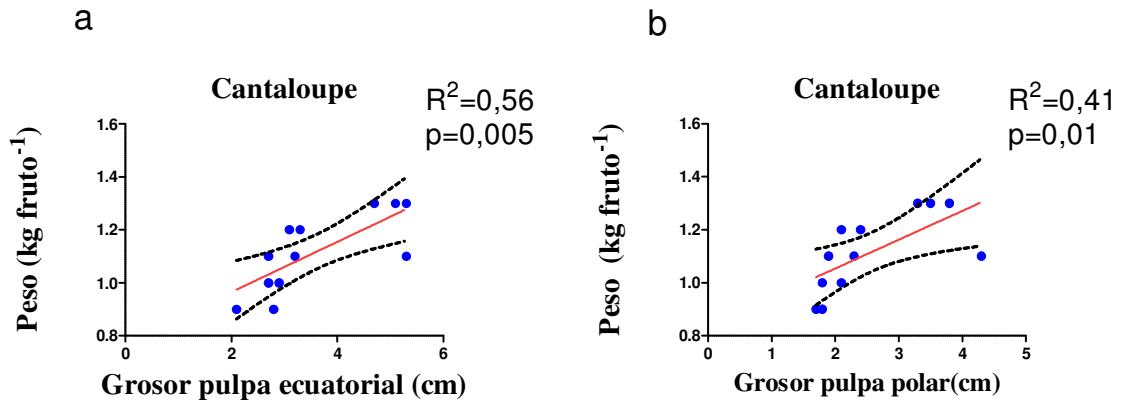 a
Cantaloupe
R²=0,56
p=0,005
Peso (kg fruto⁻¹)
1.6
1.4
1.2
1.0
0.8
0 2 4 6
Grosor pulpa ecuatorial (cm)
b
Cantaloupe
R²=0,41
p=0,01
Peso (kg fruto⁻¹)
1.6
1.4
1.2
1.0
0.8
0 1 2 3 4 5
Grosor pulpa polar(cm)